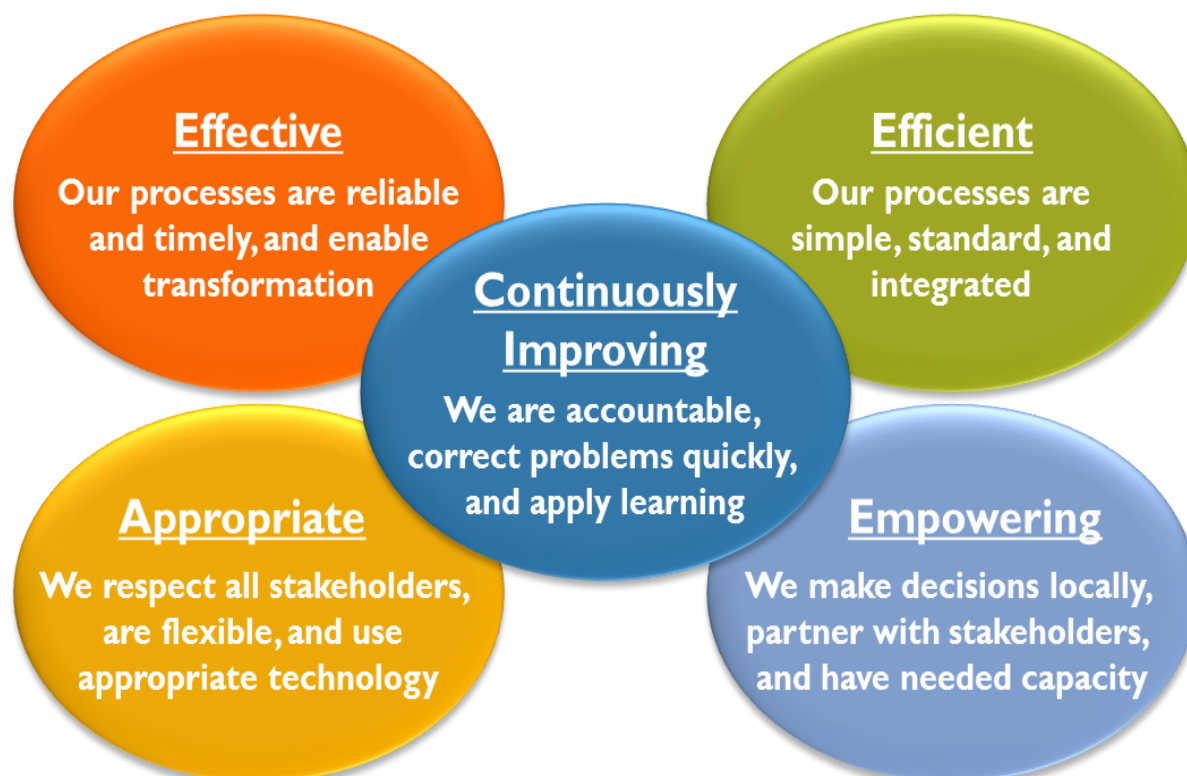 Effective
Our processes are reliable
and timely, and enable
transformation
Efficient
Our processes are
simple, standard, and
integrated
Continuously
Improving
We are accountable,
correct problems quickly,
and apply learning
Appropriate
We respect all stakeholders,
are flexible, and use
appropriate technology
Empowering
We make decisions locally,
partner with stakeholders,
and have needed capacity